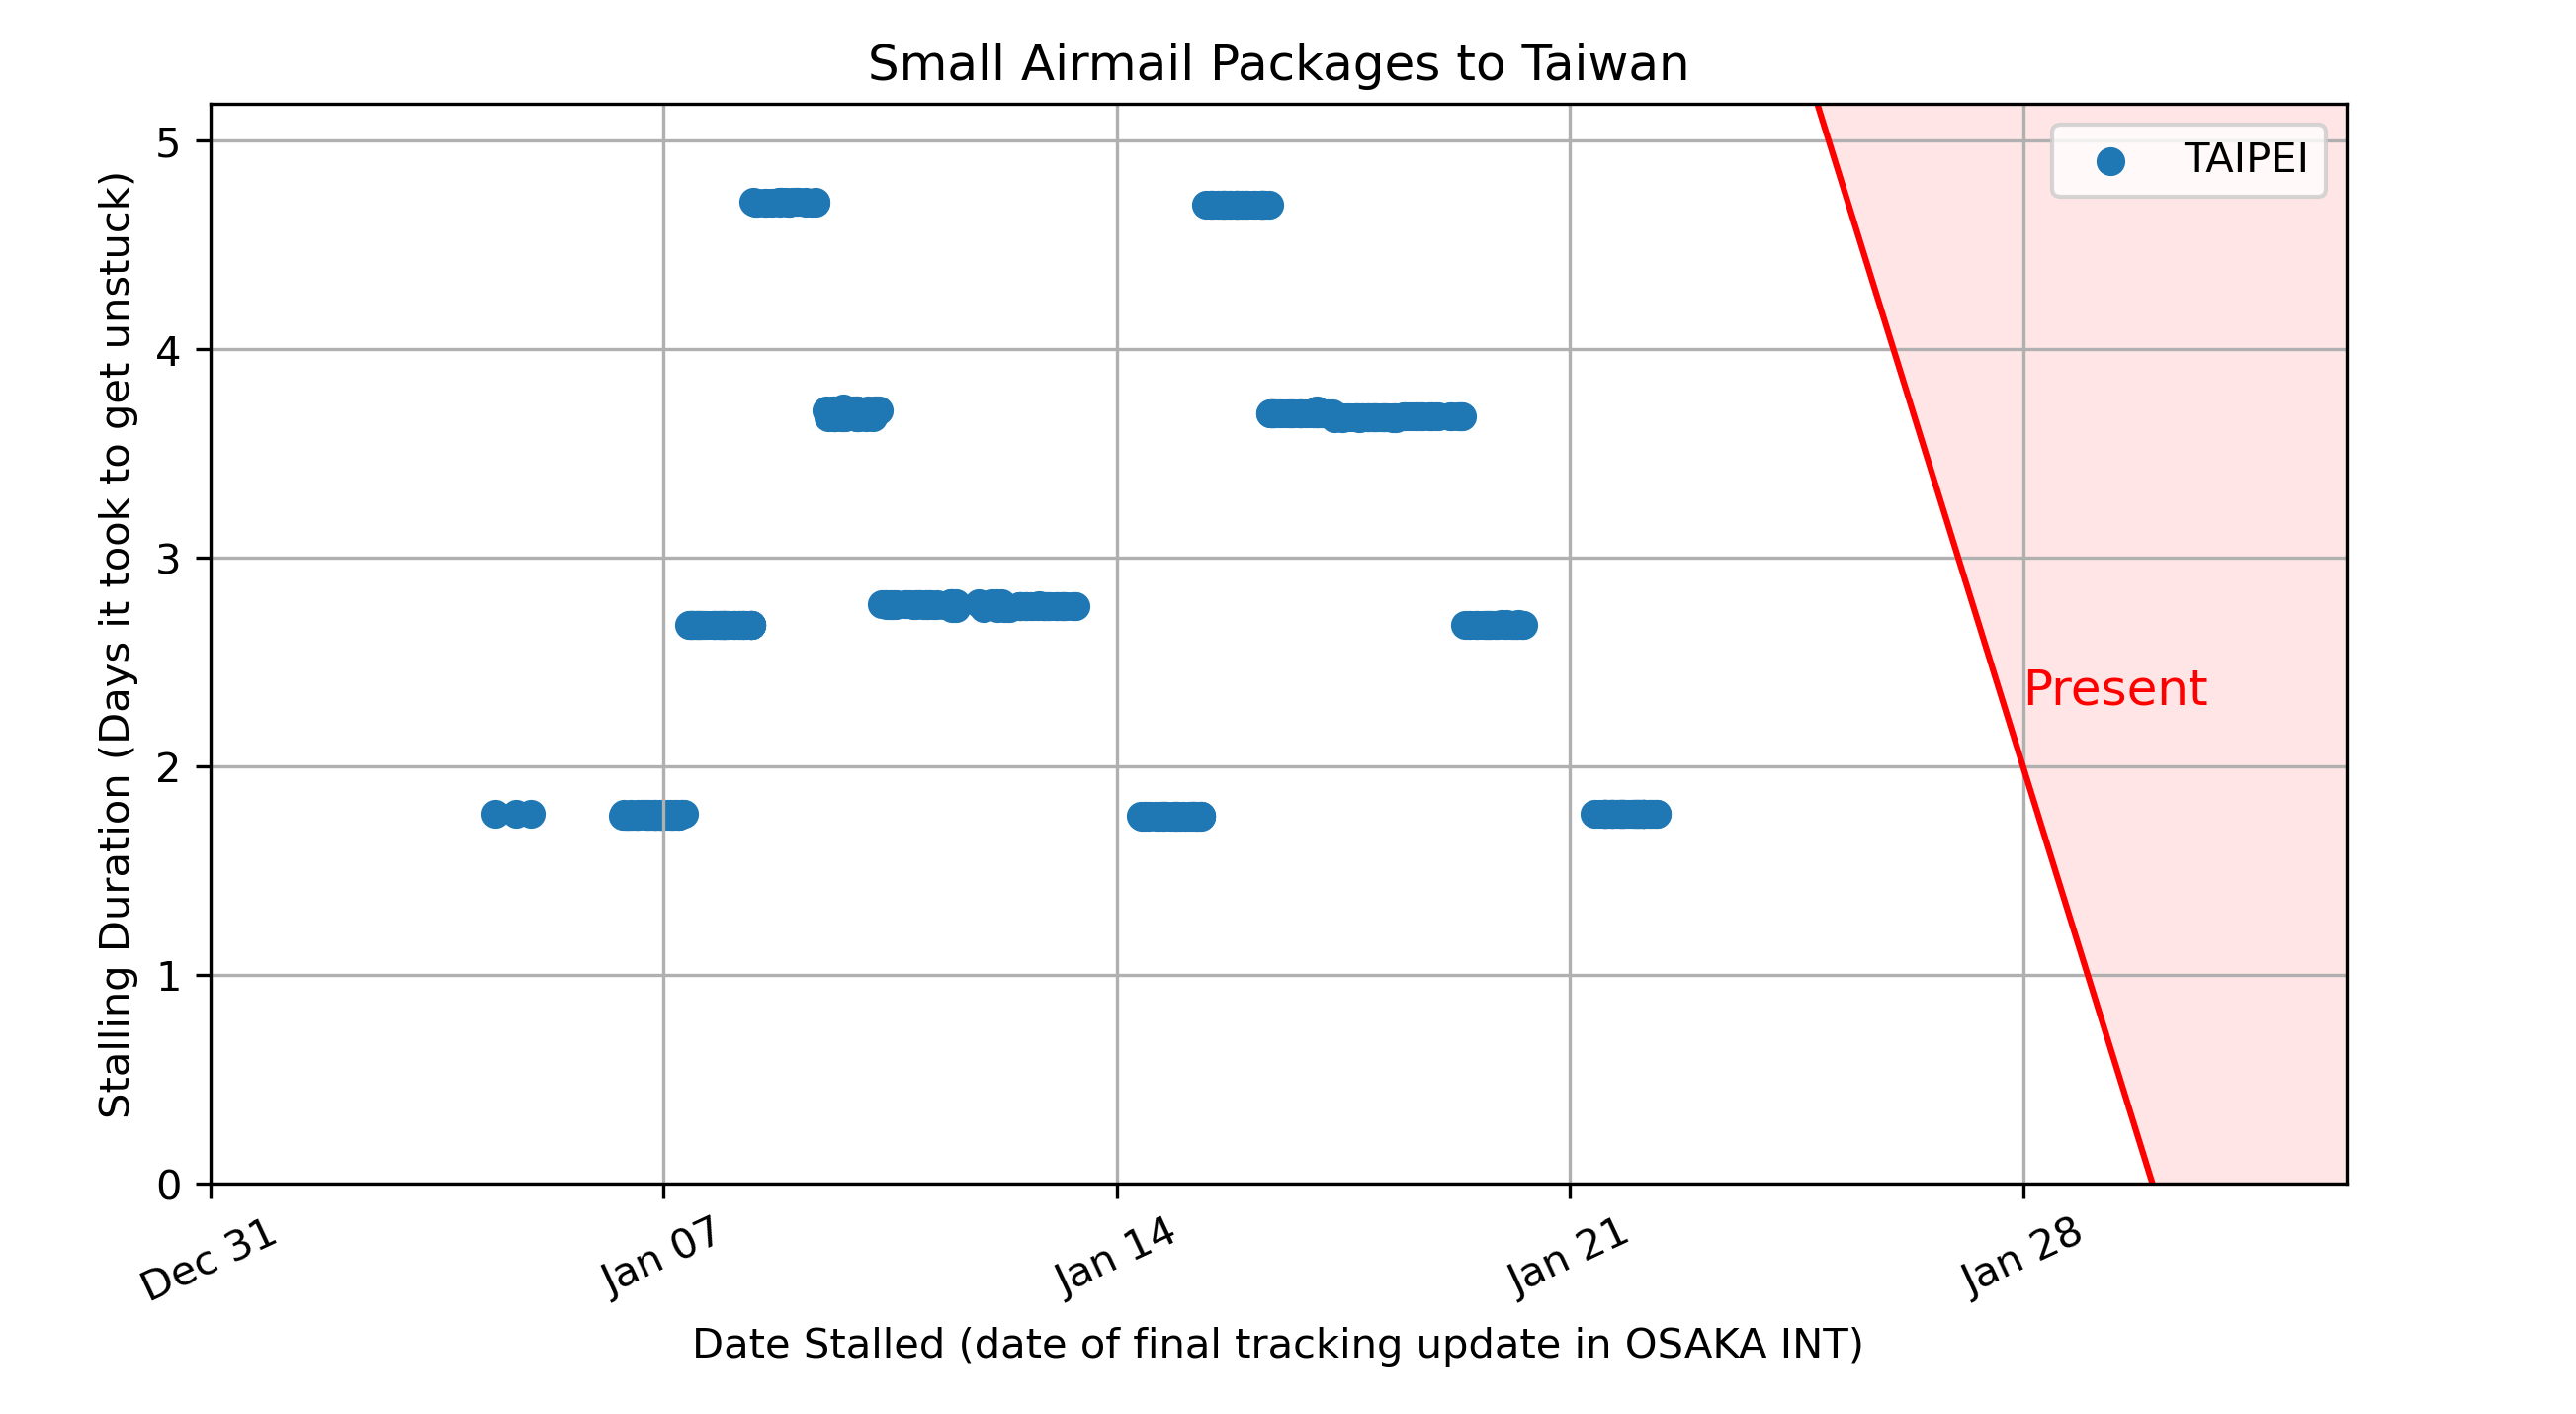 Small Airmail Packages to Taiwan
TAIPEI
Stalling Duration (Days it took to get unstuck)
5
4
3
2
1
0
Present
Dec 31
Jan 07
Jan 14
Jan 21
Jan 28
Date Stalled (date of final tracking update in OSAKA INT)